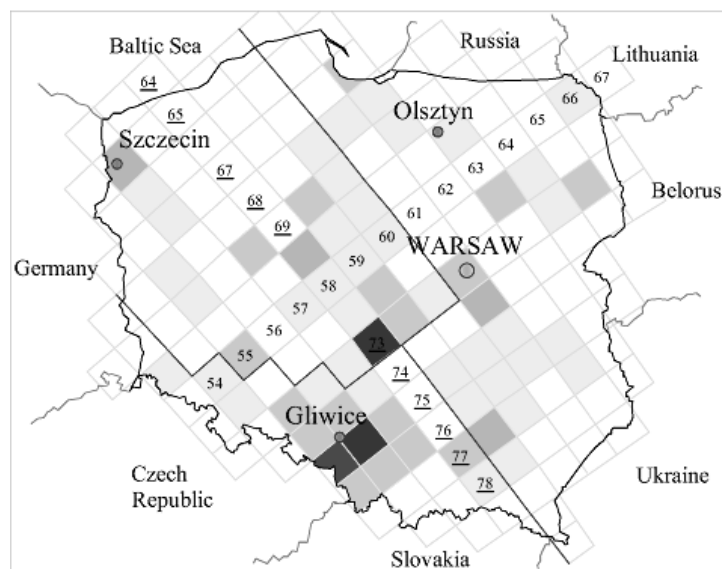 Baltic Sea
Russia
Lithuania
64
67
66
65
65
Olsztyn
64
Szczecin
63
67
62
Belorus
68
61
69
60
WARSAW
59
Germany
58
57
56
73
55
74
54
75
Gliwice
76
77
Czech
Republic
78
Ukraine
Slovakia